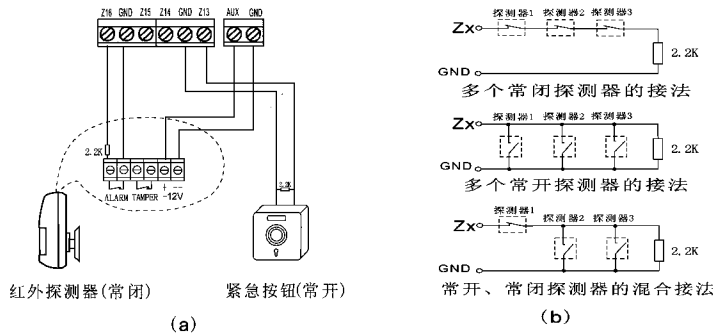 Z16 GND Z15 Z14 GND Z13 AUX GND
2.2K
ALARM TAMPER + - -12V
红外探测器(常闭)
紧急按钮(常开)
(a)
探测器1 探测器2 探测器3
Zx
2.2K
GND
多个常闭探测器的接法
探测器1 探测器2 探测器3
Zx
2.2K
GND
多个常开探测器的接法
探测器1
探测器2 探测器3
Zx
2.2K
GND
常开、常闭探测器的混合接法
(b)